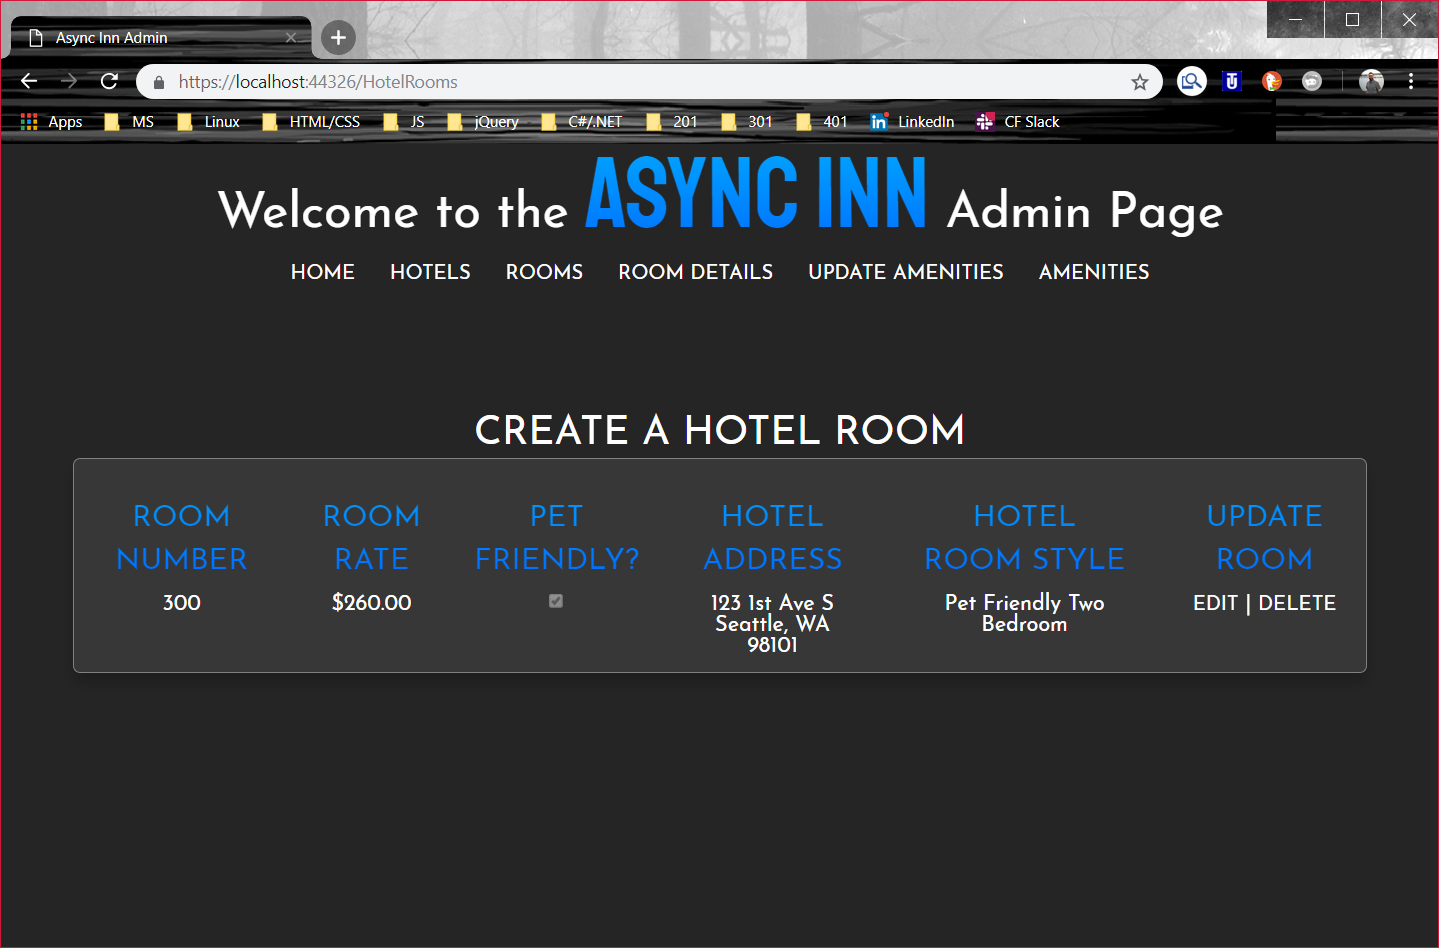 Async Inn Admin
https://localhost:44326/HotelRooms
Apps MS Linux HTML/CSS JS jQuery C#/.NET 201 301 401 LinkedIn CF Slack
Welcome to the ASYNC INN Admin Page
HOME HOTELS ROOMS ROOM DETAILS UPDATE AMENITIES AMENITIES
CREATE A HOTEL ROOM
ROOM NUMBER
ROOM RATE
PET FRIENDLY?
HOTEL ADDRESS
HOTEL ROOM STYLE
UPDATE ROOM
300
$260.00
123 1st Ave S
Seattle, WA
98101
Pet Friendly Two
Bedroom
EDIT | DELETE